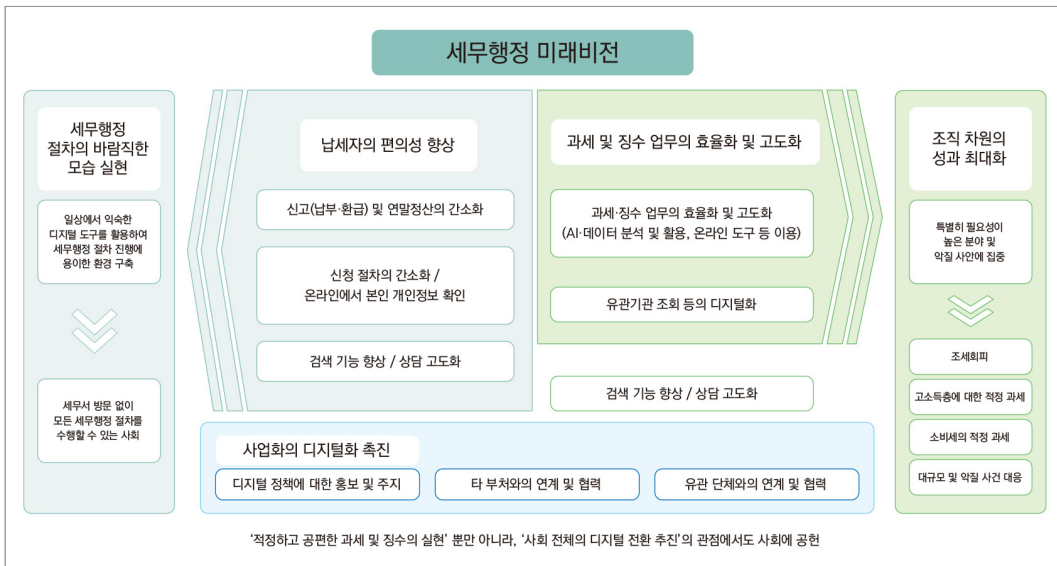 세무행정 미래비전
세무행정
절차의 바람직한
모습 실현
일상에서 익숙한
디지털 도구를 활용하여
세무행정 절차 진행에
용이한 환경 구축
세무서 방문 없이
모든 세무행정 절차를
수행할 수 있는 사회
납세자의 편의성 향상
신고(납부·환급) 및 연말정산의 간소화
신청 절차의 간소화 /
온라인에서 본인 개인정보 확인
검색 기능 향상 / 상담 고도화
과세 및 징수 업무의 효율화 및 고도화
과세·징수 업무의 효율화 및 고도화
(AI·데이터 분석 및 활용, 온라인 도구 등 이용)
유관기관 조회 등의 디지털화
검색 기능 향상 / 상담 고도화
조직 차원의
성과 최대화
특별히 필요성이
높은 분야 및
악질 사안에 집중
조세회피
고소득층에 대한 적정 과세
소비세의 적정 과세
대규모 및 악질 사건 대응
사업화의 디지털화 촉진
디지털 정책에 대한 홍보 및 주지
타 부처와의 연계 및 협력
유관 단체와의 연계 및 협력
‘적정하고 공편한 과세 및 징수의 실현’ 뿐만 아니라, ‘사회 전체의 디지털 전환 추진’의 관점에서도 사회에 공헌